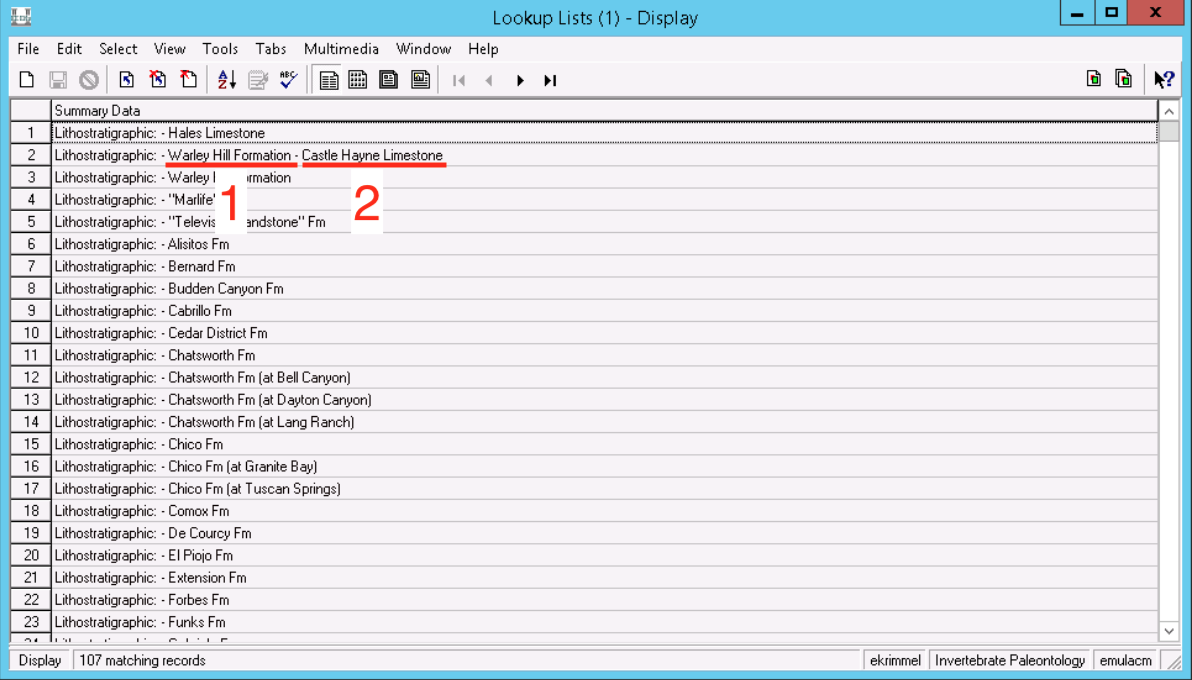 Lookup Lists (1) - Display
File Edit Select View Tools Tabs Multimedia Window Help
Summary Data
1 Lithostratigraphic: - Hales Limestone
2 Lithostratigraphic: - Warley Hill Formation - Castle Hayne Limestone
3 Lithostratigraphic: - Warley rmation
4 Lithostratigraphic: - "Marlife"
1 2
5 Lithostratigraphic: - "Televis andstone" Fm
6 Lithostratigraphic: - Alisitos Fm
7 Lithostratigraphic: - Bernard Fm
8 Lithostratigraphic: - Budden Canyon Fm
9 Lithostratigraphic: - Cabrillo Fm
10 Lithostratigraphic: - Cedar District Fm
11 Lithostratigraphic: - Chatsworth Fm
12 Lithostratigraphic: - Chatsworth Fm (at Bell Canyon)
13 Lithostratigraphic: - Chatsworth Fm (at Dayton Canyon)
14 Lithostratigraphic: - Chatsworth Fm (at Lang Ranch)
15 Lithostratigraphic: - Chico Fm
16 Lithostratigraphic: - Chico Fm (at Granite Bay)
17 Lithostratigraphic: - Chico Fm (at Tuscan Springs)
18 Lithostratigraphic: - Comox Fm
19 Lithostratigraphic: - De Courcy Fm
20 Lithostratigraphic: - El Piojo Fm
21 Lithostratigraphic: - Extension Fm
22 Lithostratigraphic: - Forbes Fm
23 Lithostratigraphic: - Funks Fm
Display 107 matching records ekrimmel Invertebrate Paleontology emulacm